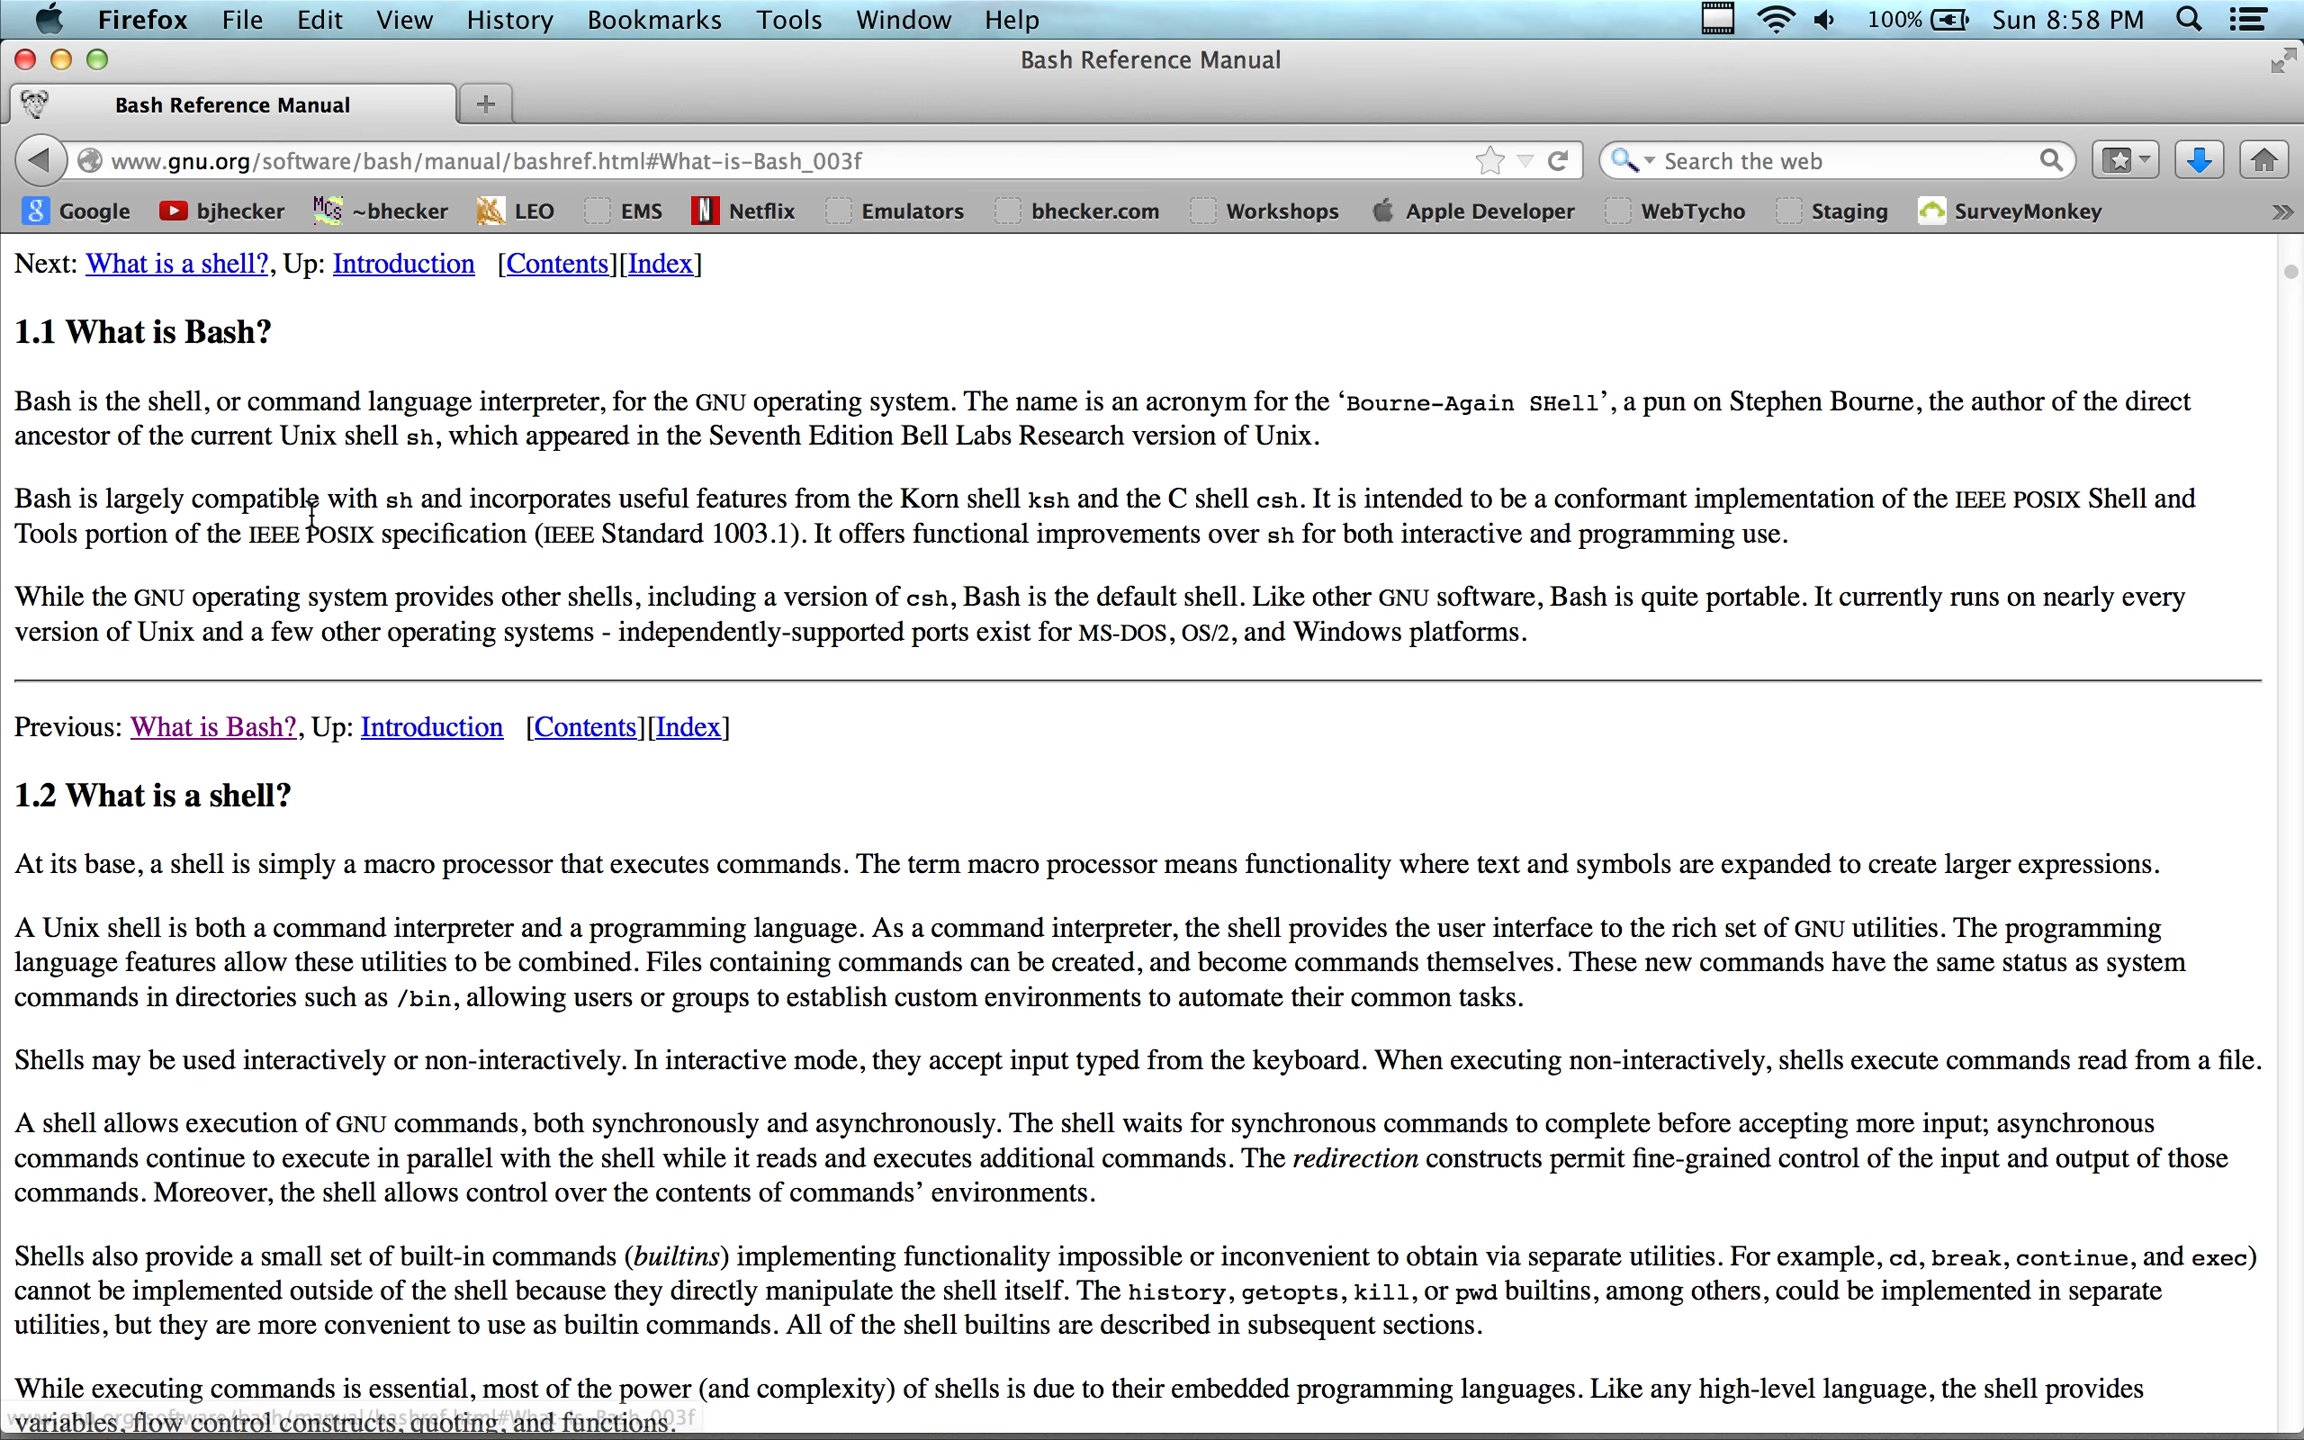 Firefox File Edit View History Bookmarks Tools Window Help 100% Sun 8:58 PM
Bash Reference Manual
Bash Reference Manual
www.gnu.org/software/bash/manual/bashref.html#What-is-Bash_003f Search the web
Google bjhecker MCS ~bhecker LEO EMS N Netflix Emulators bhecker.com Workshops Apple Developer WebTycho Staging SurveyMonkey
Next: What is a shell?, Up: Introduction [Contents][Index]
1.1 What is Bash?
Bash is the shell, or command language interpreter, for the GNU operating system. The name is an acronym for the ‘Bourne-Again SHell’, a pun on Stephen Bourne, the author of the direct
ancestor of the current Unix shell sh, which appeared in the Seventh Edition Bell Labs Research version of Unix.
Bash is largely compatible with sh and incorporates useful features from the Korn shell ksh and the C shell csh. It is intended to be a conformant implementation of the IEEE POSIX Shell and
Tools portion of the IEEE POSIX specification (IEEE Standard 1003.1). It offers functional improvements over sh for both interactive and programming use.
While the GNU operating system provides other shells, including a version of csh, Bash is the default shell. Like other GNU software, Bash is quite portable. It currently runs on nearly every
version of Unix and a few other operating systems - independently-supported ports exist for MS-DOS, OS/2, and Windows platforms.
Previous: What is Bash?, Up: Introduction [Contents][Index]
1.2 What is a shell?
At its base, a shell is simply a macro processor that executes commands. The term macro processor means functionality where text and symbols are expanded to create larger expressions.
A Unix shell is both a command interpreter and a programming language. As a command interpreter, the shell provides the user interface to the rich set of GNU utilities. The programming
language features allow these utilities to be combined. Files containing commands can be created, and become commands themselves. These new commands have the same status as system
commands in directories such as /bin, allowing users or groups to establish custom environments to automate their common tasks.
Shells may be used interactively or non-interactively. In interactive mode, they accept input typed from the keyboard. When executing non-interactively, shells execute commands read from a file.
A shell allows execution of GNU commands, both synchronously and asynchronously. The shell waits for synchronous commands to complete before accepting more input; asynchronous
commands continue to execute in parallel with the shell while it reads and executes additional commands. The redirection constructs permit fine-grained control of the input and output of those
commands. Moreover, the shell allows control over the contents of commands’ environments.
Shells also provide a small set of built-in commands (builtins) implementing functionality impossible or inconvenient to obtain via separate utilities. For example, cd, break, continue, and exec)
cannot be implemented outside of the shell because they directly manipulate the shell itself. The history, getopts, kill, or pwd builtins, among others, could be implemented in separate
utilities, but they are more convenient to use as builtin commands. All of the shell builtins are described in subsequent sections.
While executing commands is essential, most of the power (and complexity) of shells is due to their embedded programming languages. Like any high-level language, the shell provides
variables, flow control constructs, quoting, and functions.
www.gnu.org/software/bash/manual/bashref.html#What-is-Bash_003f